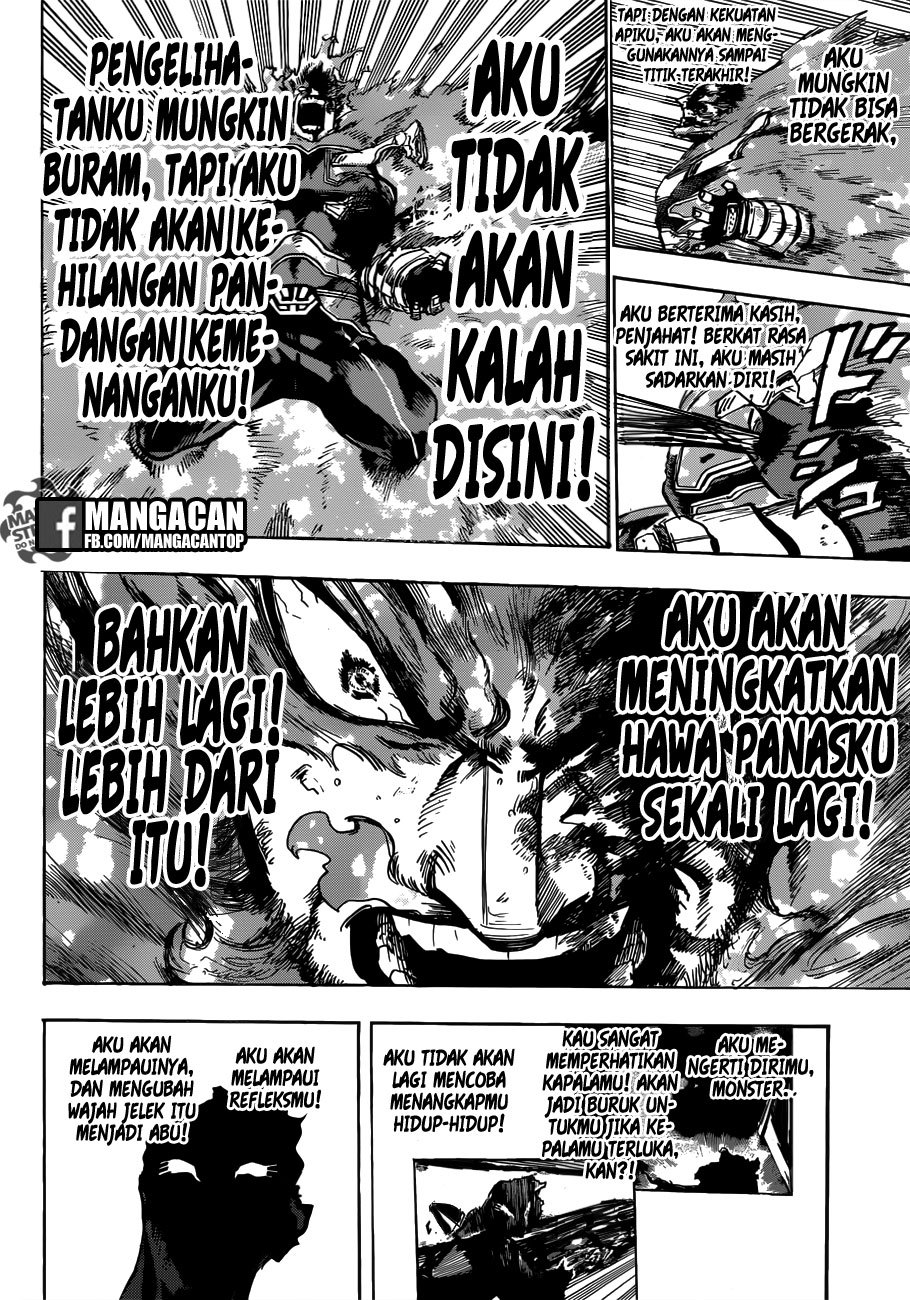 AKU
MUNGKIN
TIDAK BISA
BERGERAK,
TAPI DENGAN KEKUATAN
APIKU, AKU AKAN MENG-
GUNAKANNYA SAMPAI
TITIK TERAKHIR!
AKU
TIDAK
AKAN
KALAH
DISINI!
PENGELIHA-
TANKU MUNGKIN
BURAM, TAPI AKU
TIDAK AKAN KE-
HILANGAN PAN-
DANGAN KEME-
NANGANKU!
AKU BERTERIMA KASIH,
PENJAHAT! BERKAT RASA
SAKIT INI, AKU MASIH
SADARKAN DIRI!
ドシュ
f MANGACAN
FB.COM/MANGACANTOP
AKU AKAN
MENINGKATKAN
HAWA PANASKU
SEKALI LAGI!
BAHKAN
LEBIH LAGI!
LEBIH DARI
ITU!
AKU ME-
NGERTI DIRIMU,
MONSTER.
KAU SANGAT
MEMPERHATIKAN
KAPALAMU! AKAN
JADI BURUK UN-
TUKMU JIKA KE-
PALAMU TERLUKA,
KAN?!
AKU TIDAK AKAN
LAGI MENCOBA
MENANGKAPMU
HIDUP-HIDUP!
AKU AKAN
MELAMPAUI
REFLEKSMU!
AKU AKAN
MELAMPAUINYA,
DAN MENGUBAH
WAJAH JELEK ITU
MENJADI ABU!